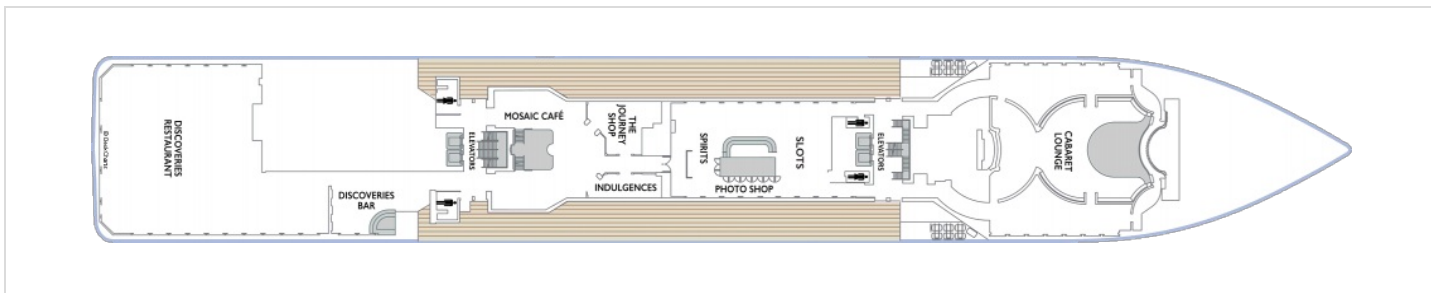 DISCOVERIES
RESTAURANT
DISCOVERIES
BAR
ELEVATORS
MOSAIC CAFÉ
THE
JOURNEY
SHOP
INDULGENCES
SPIRITS
SLOTS
PHOTO SHOP
ELEVATORS
CABARET
LOUNGE